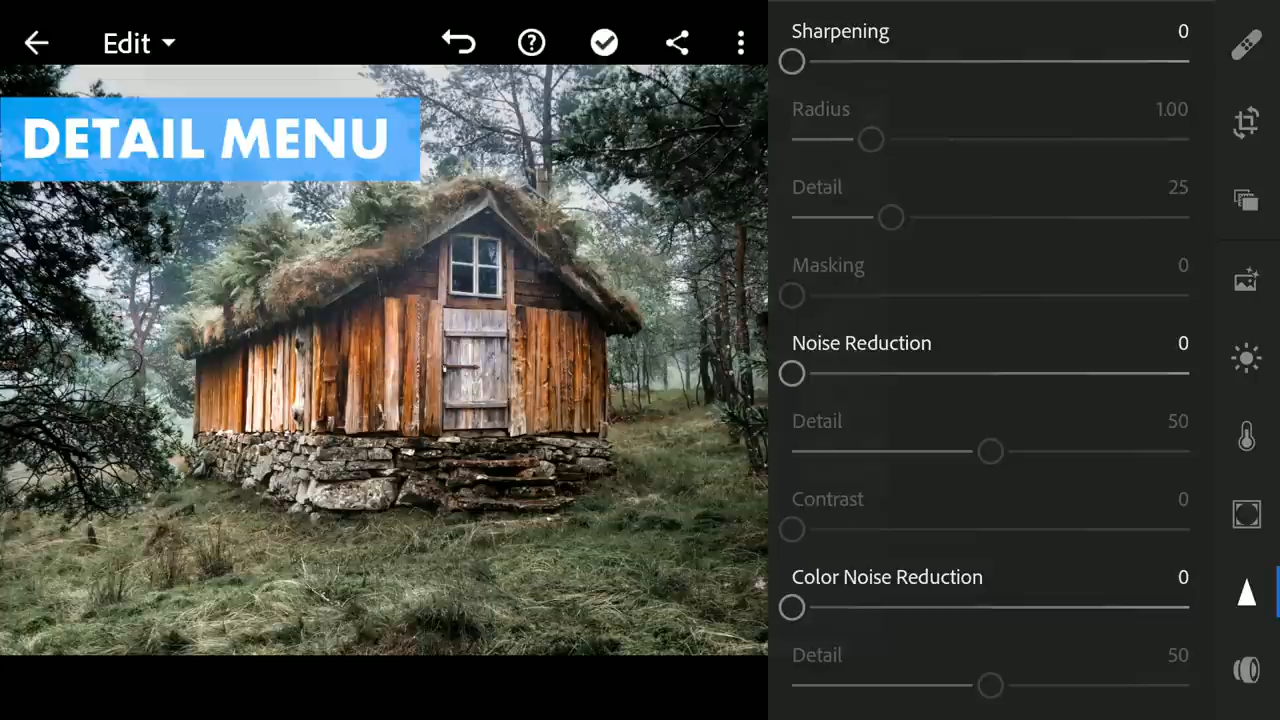 Edit
DETAIL MENU
Sharpening 0
Radius 1.00
Detail 25
Masking 0
Noise Reduction 0
Detail 50
Contrast 0
Color Noise Reduction 0
Detail 50